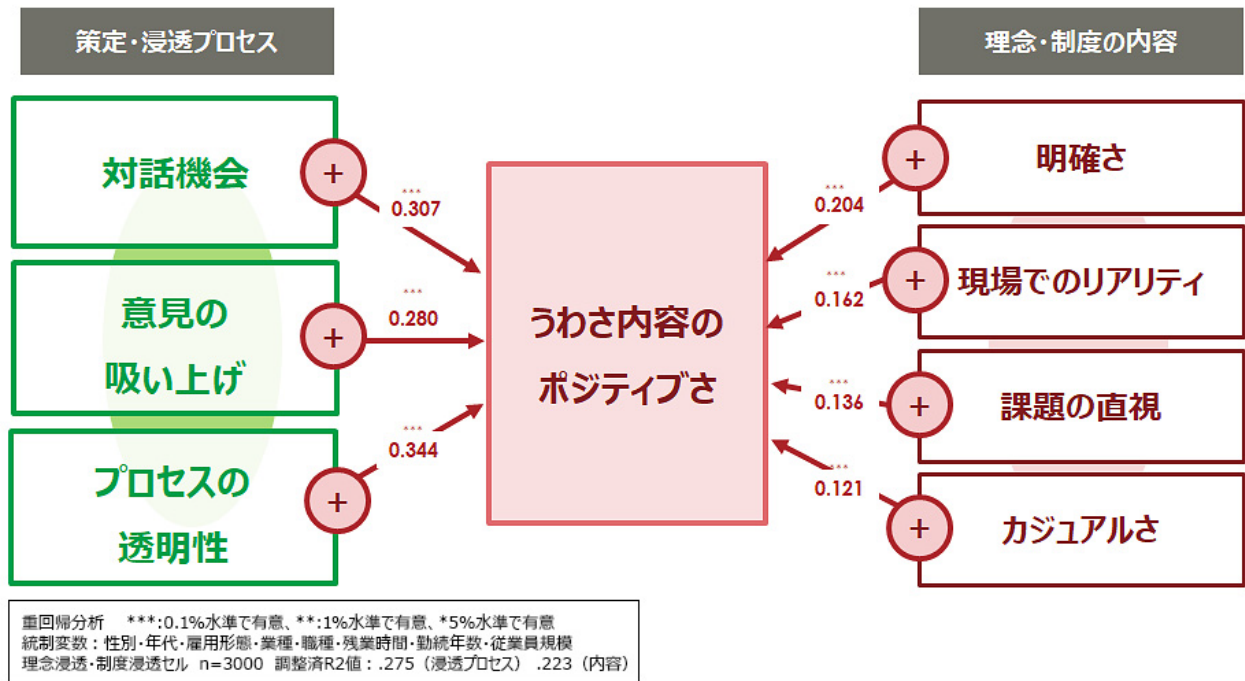 策定・浸透プロセス
対話機会
+
***
0.307
意見の
吸い上げ
+
***
0.280
プロセスの
透明性
+
***
0.344
うわさ内容の
ポジティブさ
理念・制度の内容
明確さ
+
***
0.204
現場でのリアリティ
+
***
0.162
課題の直視
+
***
0.136
カジュアルさ
+
***
0.121
重回帰分析 ***:0.1%水準で有意、**:1%水準で有意、*5%水準で有意
統制変数：性別・年代・雇用形態・業種・職種・残業時間・勤続年数・従業員規模
理念浸透・制度浸透セル n=3000 調整済R2値：.275（浸透プロセス） .223（内容）